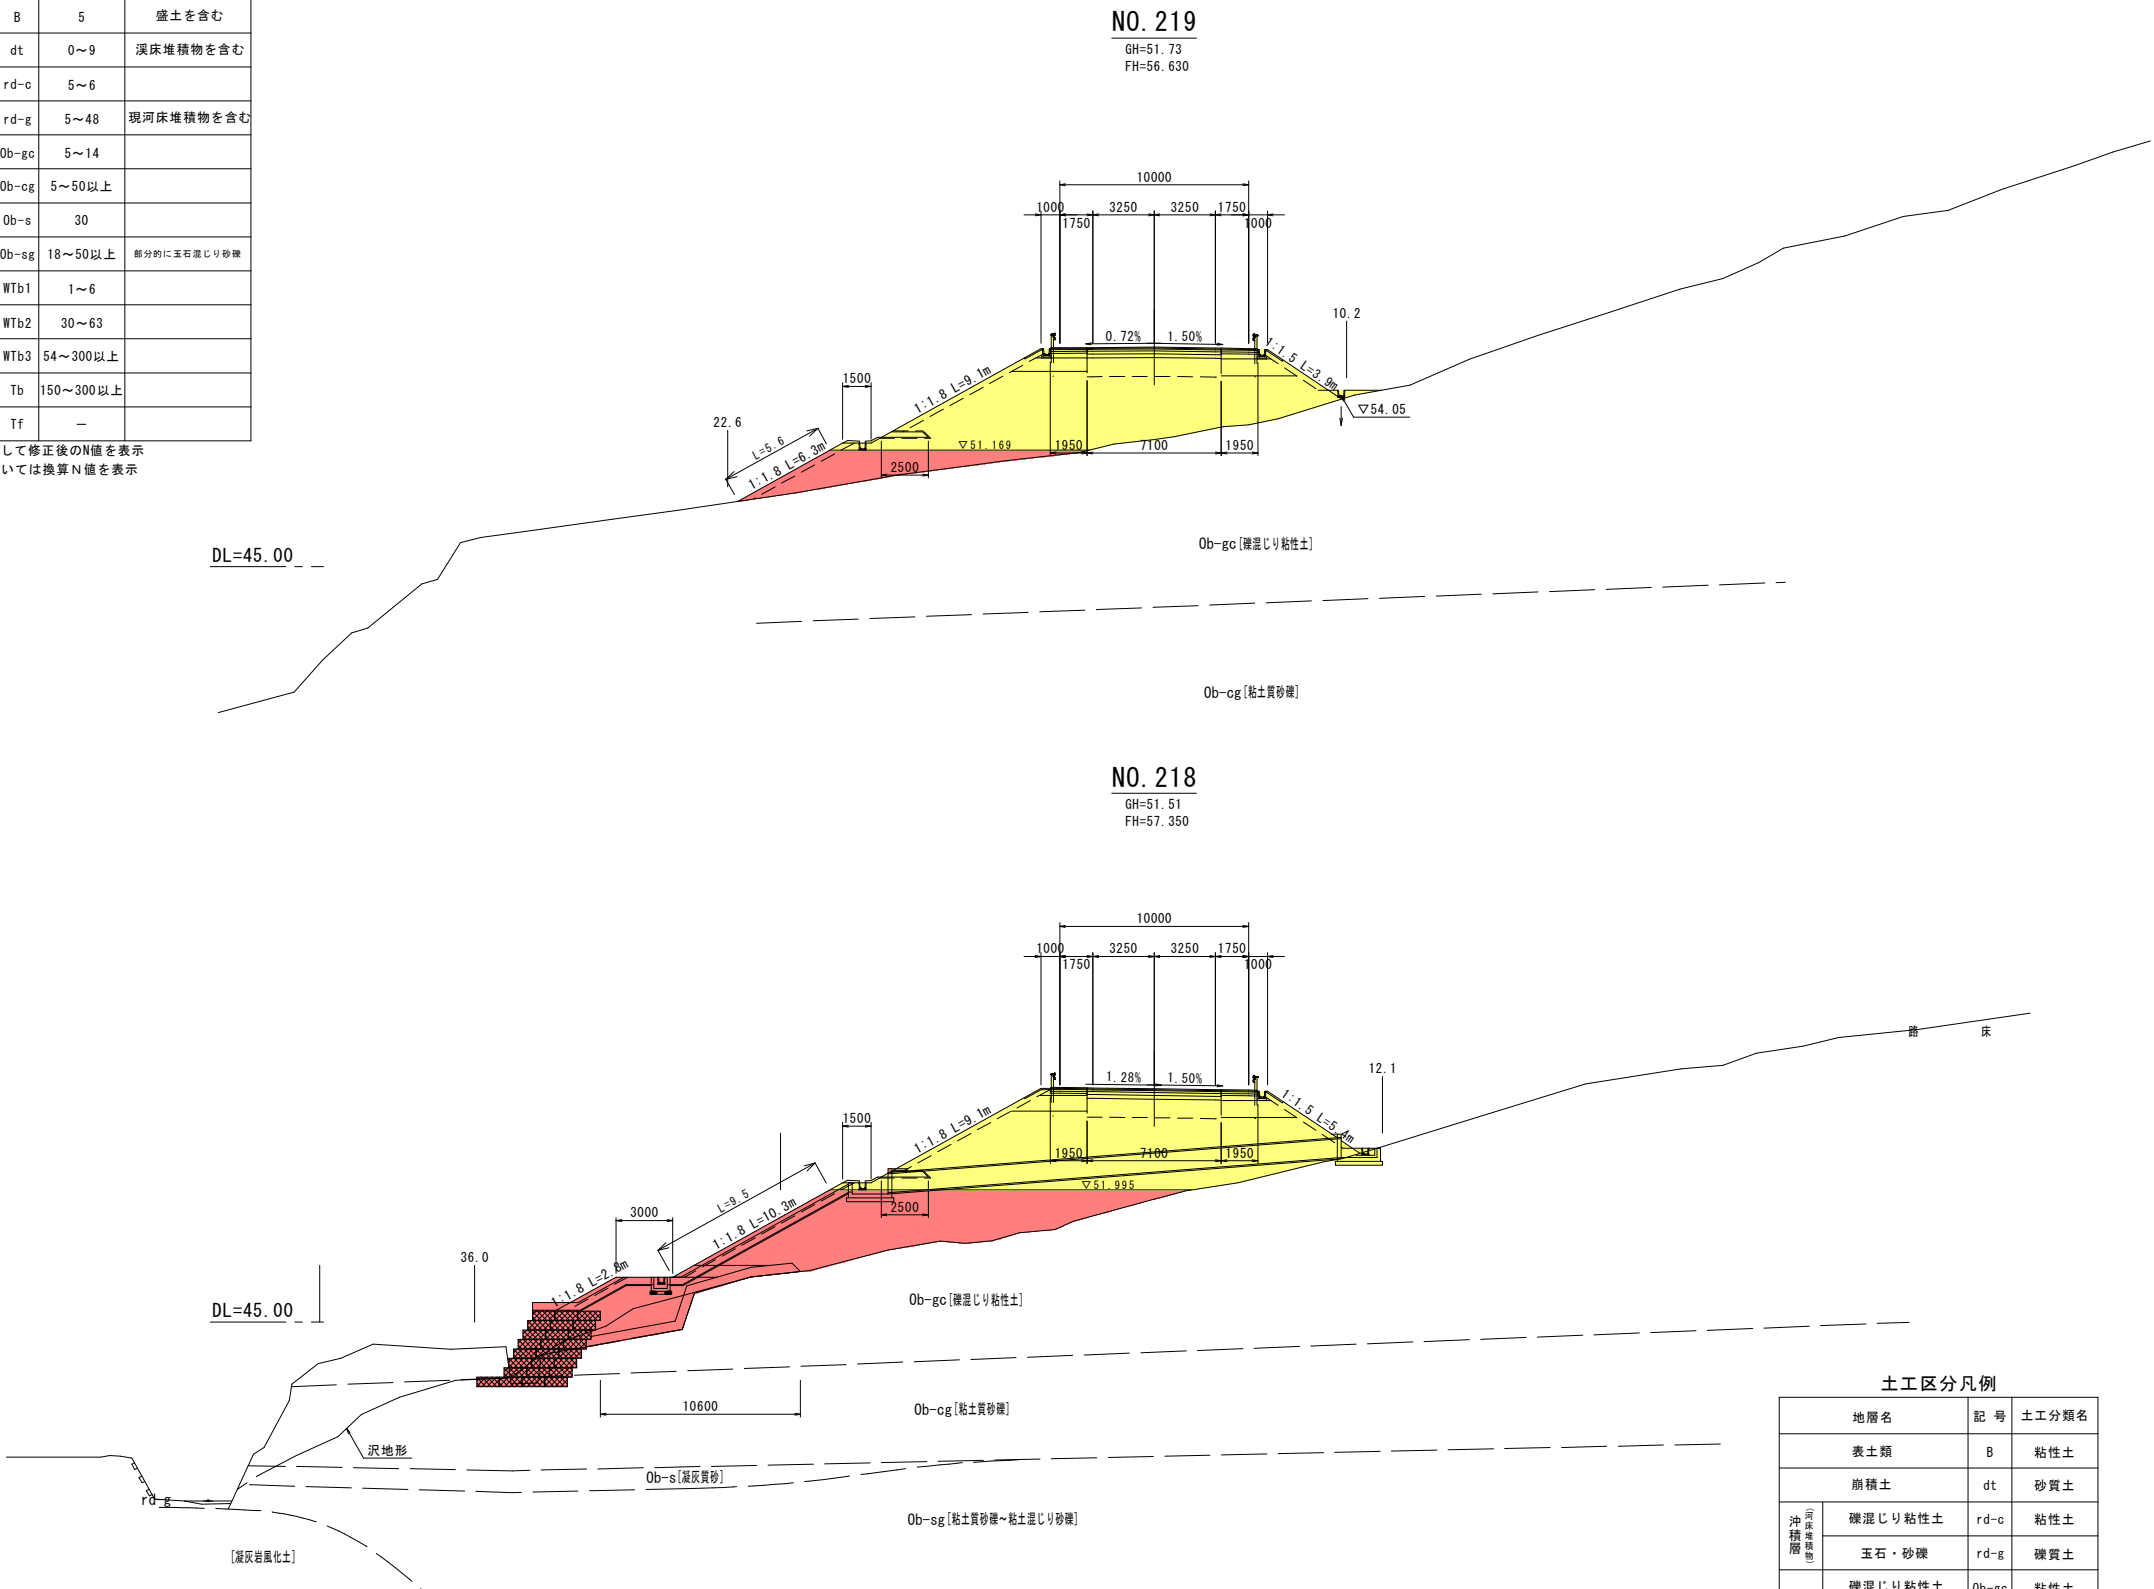 B 5 盛土を含む
dt 0～9 渓床堆積物を含む
rd-c 5～6
rd-g 5～48 現河床堆積物を含む
Ob-gc 5～14
Ob-cg 5～50以上
Ob-s 30
Ob-sg 18～50以上 部分的に玉石混じり砂礫
WTb1 1～6
WTb2 30～63
WTb3 54～300以上
Tb 150～300以上
Tf －
して修正後のN値を表示
いては換算N値を表示
NO.219
GH=51.73
FH=56.630
10000
1000 1750 3250 3250 1750 1000
0.72% 1.50%
10.2
1:1.5 L=3.9m
▽54.05
1:1.8 L=9.1m
1500
22.6
L=5.6
1:1.8 L=6.3m
▽51.169
1950 7100 1950
2500
Ob-gc[礫混じり粘性土]
DL=45.00
Ob-cg[粘土質砂礫]
NO.218
GH=51.51
FH=57.350
10000
1000 1750 3250 3250 1750 1000
路床
1.28% 1.50%
12.1
1:1.5 L=5.4m
1:1.8 L=9.1m
1500
1950 7100 1950
▽51.995
L=9.5
1:1.8 L=10.3m
2500
3000
36.0
1:1.8 L=2.8m
DL=45.00
Ob-gc[礫混じり粘性土]
10600
Ob-cg[粘土質砂礫]
沢地形
Ob-s[凝灰質砂]
rd-g
Ob-sg[粘土質砂礫～粘土混じり砂礫]
[凝灰岩風化土]
土工区分凡例
地層名 記号 土工分類名
表土類 B 粘性土
崩積土 dt 砂質土
沖積層 (河床堆積物) 礫混じり粘性土 rd-c 粘性土
玉石・砂礫 rd-g 礫質土
礫混じり粘性土 Ob-gc 粘性土